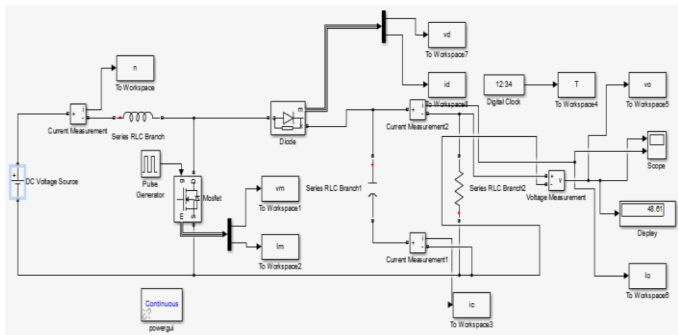 vd
To Workspace7
n
To Workspace
id
To Workspace8
12:34
Digital Clock
T
To Workspace4
vo
To Workspace5
+
i
-
Current Measurement
Series RLC Branch
a
m
k
Diode
+
i
-
Current Measurement2
Scope
DC Voltage Source
Pulse
Generator
Mosfet
vm
To Workspace1
Series RLC Branch1
Series RLC Branch2
+
-
v
Voltage Measurement
48.61
Display
Im
To Workspace2
+
i
-
Current Measurement1
Io
To Workspace6
ic
To Workspace3
Continuous
powergui